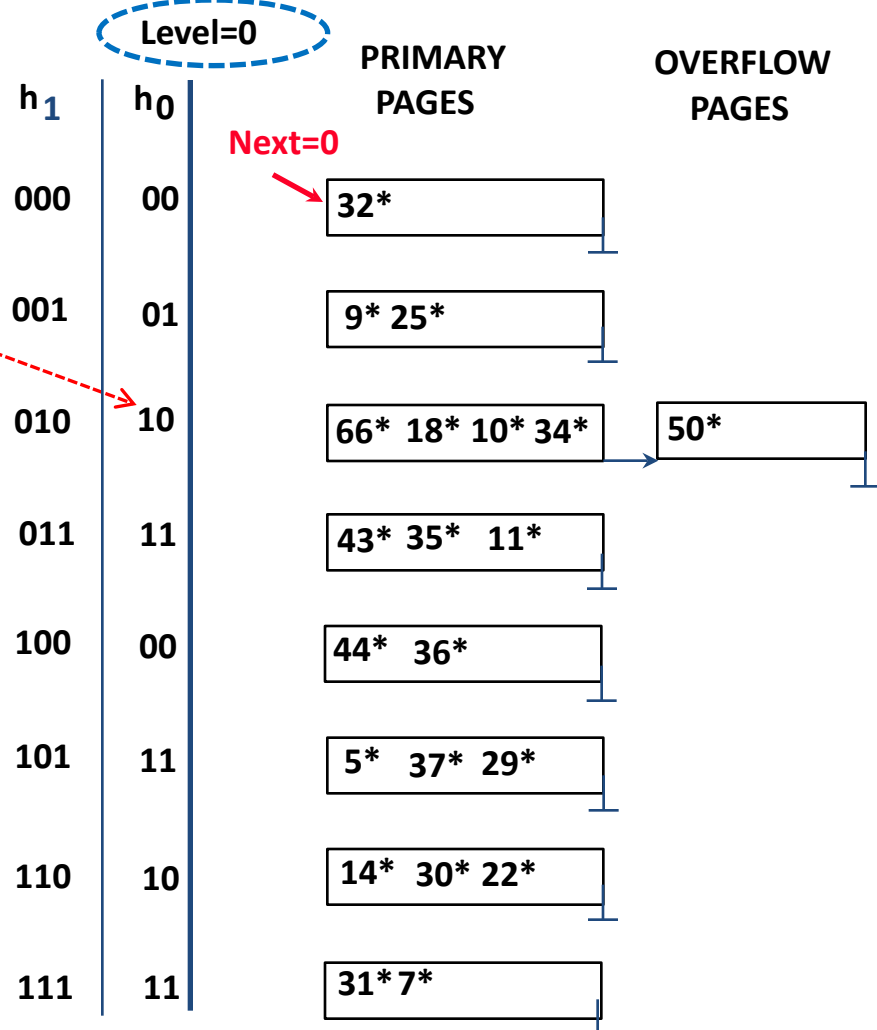 Level=0
PRIMARY PAGES
OVERFLOW PAGES
h1 h0
Next=0
000 00 32*
001 01 9* 25*
010 10 66* 18* 10* 34* 50*
011 11 43* 35* 11*
100 00 44* 36*
101 11 5* 37* 29*
110 10 14* 30* 22*
111 11 31* 7*